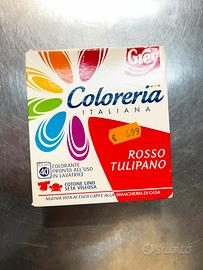 Grey
Coloreria
ITALIANA
€ 6,99
ROSSO
TULIPANO
40
COLORANTE
PRONTO ALL'USO
IN LAVATRICE
COTONE LINO
SETA VISCOSA
NUOVA VITA AI TUOI CAPI E ALLA BIANCHERIA DI CASA
subito